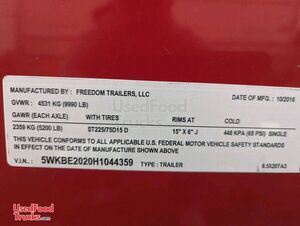 MANUFACTURED BY: FREEDOM TRAILERS, LLC
DATE OF MFG.: 10/2016
GVWR: 4531 KG (9990 LB)
GAWR (EACH AXLE) TIRES RIMS AT COLD
2359 KG (5200 LB) ST225/75D15 D 15" X 6" J 448 KPA (65 PSI) SINGLE
THIS VEHICLE CONFORMS TO ALL APPLICABLE U.S. FEDERAL MOTOR VEHICLE SAFETY STANDARDS
IN EFFECT ON THE DATE OF MANUFACTURE SHOWN ABOVE.
V.I.N.: 5WKBE2020H1044359 TYPE: TRAILER 8.5X20TA3
UsedFood
Trucks.com